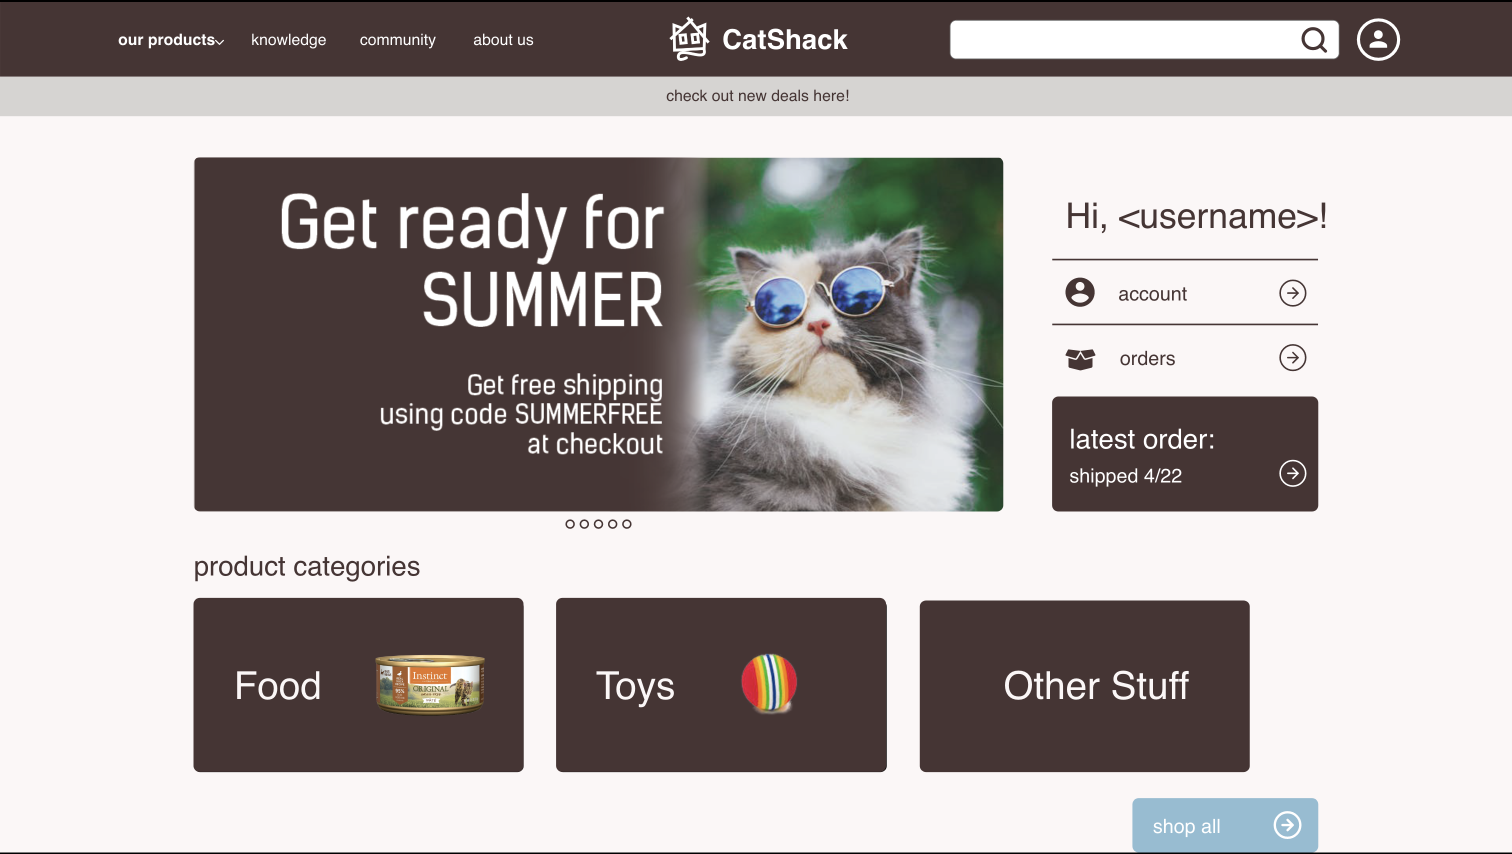 our products
knowledge
community
about us
CatShack
check out new deals here!
Get ready for
SUMMER
Get free shipping
using code SUMMERFREE
at checkout
Hi, <username>!
account
orders
latest order:
shipped 4/22
product categories
Food
Instinct
ORIGINAL
95%
Toys
Other Stuff
shop all